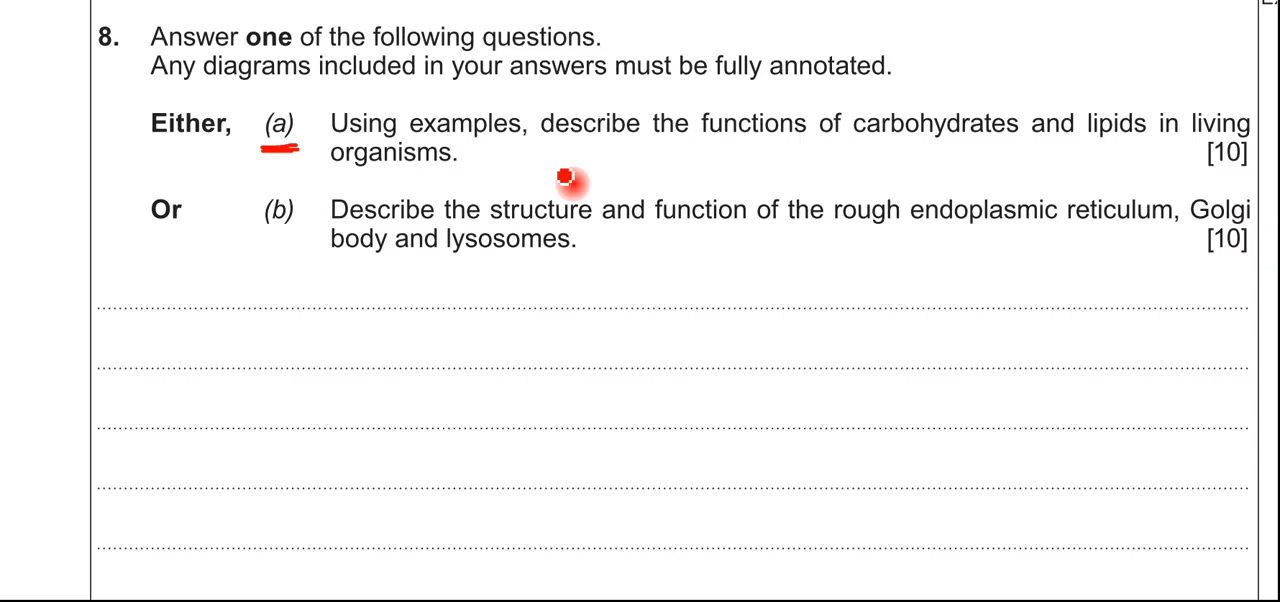 8. Answer one of the following questions.
Any diagrams included in your answers must be fully annotated.
Either, (a) Using examples, describe the functions of carbohydrates and lipids in living
organisms. [10]
Or (b) Describe the structure and function of the rough endoplasmic reticulum, Golgi
body and lysosomes. [10]